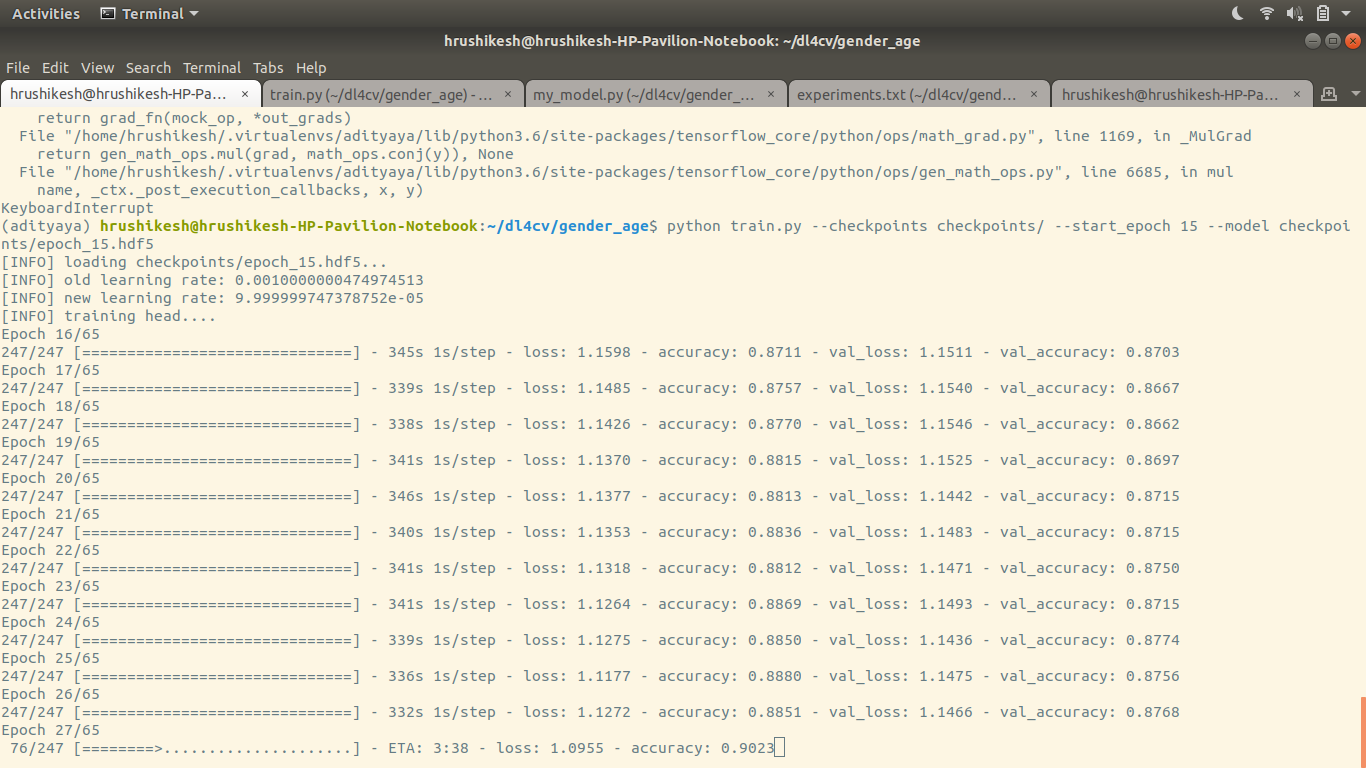 Activities Terminal
hrushikesh@hrushikesh-HP-Pavilion-Notebook: ~/dl4cv/gender_age
File Edit View Search Terminal Tabs Help
hrushikesh@hrushikesh-HP-Pa... × train.py (~/dl4cv/gender_age) - ... × my_model.py (~/dl4cv/gender_... × experiments.txt (~/dl4cv/gend... × hrushikesh@hrushikesh-HP-Pa... ×
return grad_fn(mock_op, *out_grads)
File "/home/hrushikesh/.virtualenvs/adityaya/lib/python3.6/site-packages/tensorflow_core/python/ops/math_grad.py", line 1169, in _MulGrad
return gen_math_ops.mul(grad, math_ops.conj(y)), None
File "/home/hrushikesh/.virtualenvs/adityaya/lib/python3.6/site-packages/tensorflow_core/python/ops/gen_math_ops.py", line 6685, in mul
name, _ctx._post_execution_callbacks, x, y)
KeyboardInterrupt
(adityaya) hrushikesh@hrushikesh-HP-Pavilion-Notebook:~/dl4cv/gender_age$ python train.py --checkpoints checkpoints/ --start_epoch 15 --model checkpoi
nts/epoch_15.hdf5
[INFO] loading checkpoints/epoch_15.hdf5...
[INFO] old learning rate: 0.0010000000474974513
[INFO] new learning rate: 9.999999747378752e-05
[INFO] training head....
Epoch 16/65
247/247 [==============================] - 345s 1s/step - loss: 1.1598 - accuracy: 0.8711 - val_loss: 1.1511 - val_accuracy: 0.8703
Epoch 17/65
247/247 [==============================] - 339s 1s/step - loss: 1.1485 - accuracy: 0.8757 - val_loss: 1.1540 - val_accuracy: 0.8667
Epoch 18/65
247/247 [==============================] - 338s 1s/step - loss: 1.1426 - accuracy: 0.8770 - val_loss: 1.1546 - val_accuracy: 0.8662
Epoch 19/65
247/247 [==============================] - 341s 1s/step - loss: 1.1370 - accuracy: 0.8815 - val_loss: 1.1525 - val_accuracy: 0.8697
Epoch 20/65
247/247 [==============================] - 346s 1s/step - loss: 1.1377 - accuracy: 0.8813 - val_loss: 1.1442 - val_accuracy: 0.8715
Epoch 21/65
247/247 [==============================] - 340s 1s/step - loss: 1.1353 - accuracy: 0.8836 - val_loss: 1.1483 - val_accuracy: 0.8715
Epoch 22/65
247/247 [==============================] - 341s 1s/step - loss: 1.1318 - accuracy: 0.8812 - val_loss: 1.1471 - val_accuracy: 0.8750
Epoch 23/65
247/247 [==============================] - 341s 1s/step - loss: 1.1264 - accuracy: 0.8869 - val_loss: 1.1493 - val_accuracy: 0.8715
Epoch 24/65
247/247 [==============================] - 339s 1s/step - loss: 1.1275 - accuracy: 0.8850 - val_loss: 1.1436 - val_accuracy: 0.8774
Epoch 25/65
247/247 [==============================] - 336s 1s/step - loss: 1.1177 - accuracy: 0.8880 - val_loss: 1.1475 - val_accuracy: 0.8756
Epoch 26/65
247/247 [==============================] - 332s 1s/step - loss: 1.1272 - accuracy: 0.8851 - val_loss: 1.1466 - val_accuracy: 0.8768
Epoch 27/65
76/247 [========>.....................] - ETA: 3:38 - loss: 1.0955 - accuracy: 0.9023